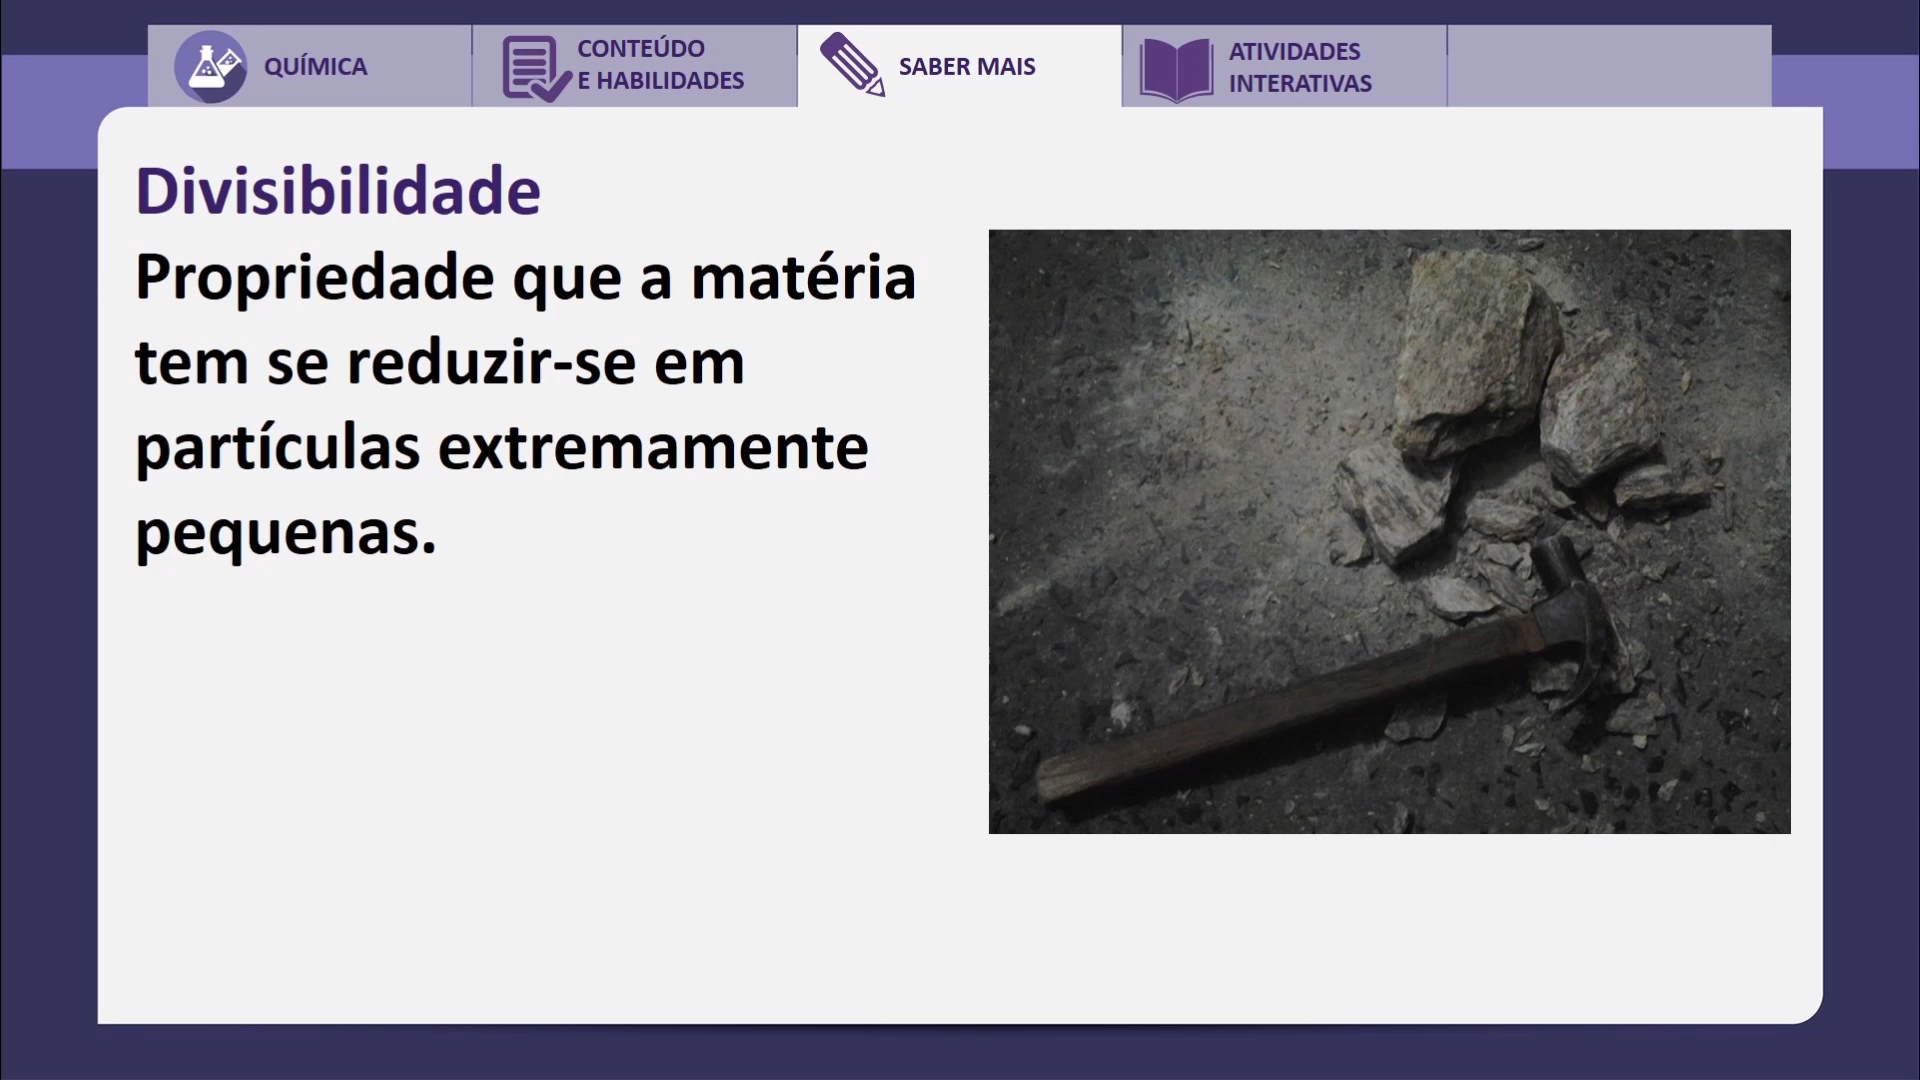 QUÍMICA
CONTEÚDO
E HABILIDADES
SABER MAIS
ATIVIDADES
INTERATIVAS
Divisibilidade
Propriedade que a matéria
tem se reduzir-se em
partículas extremamente
pequenas.